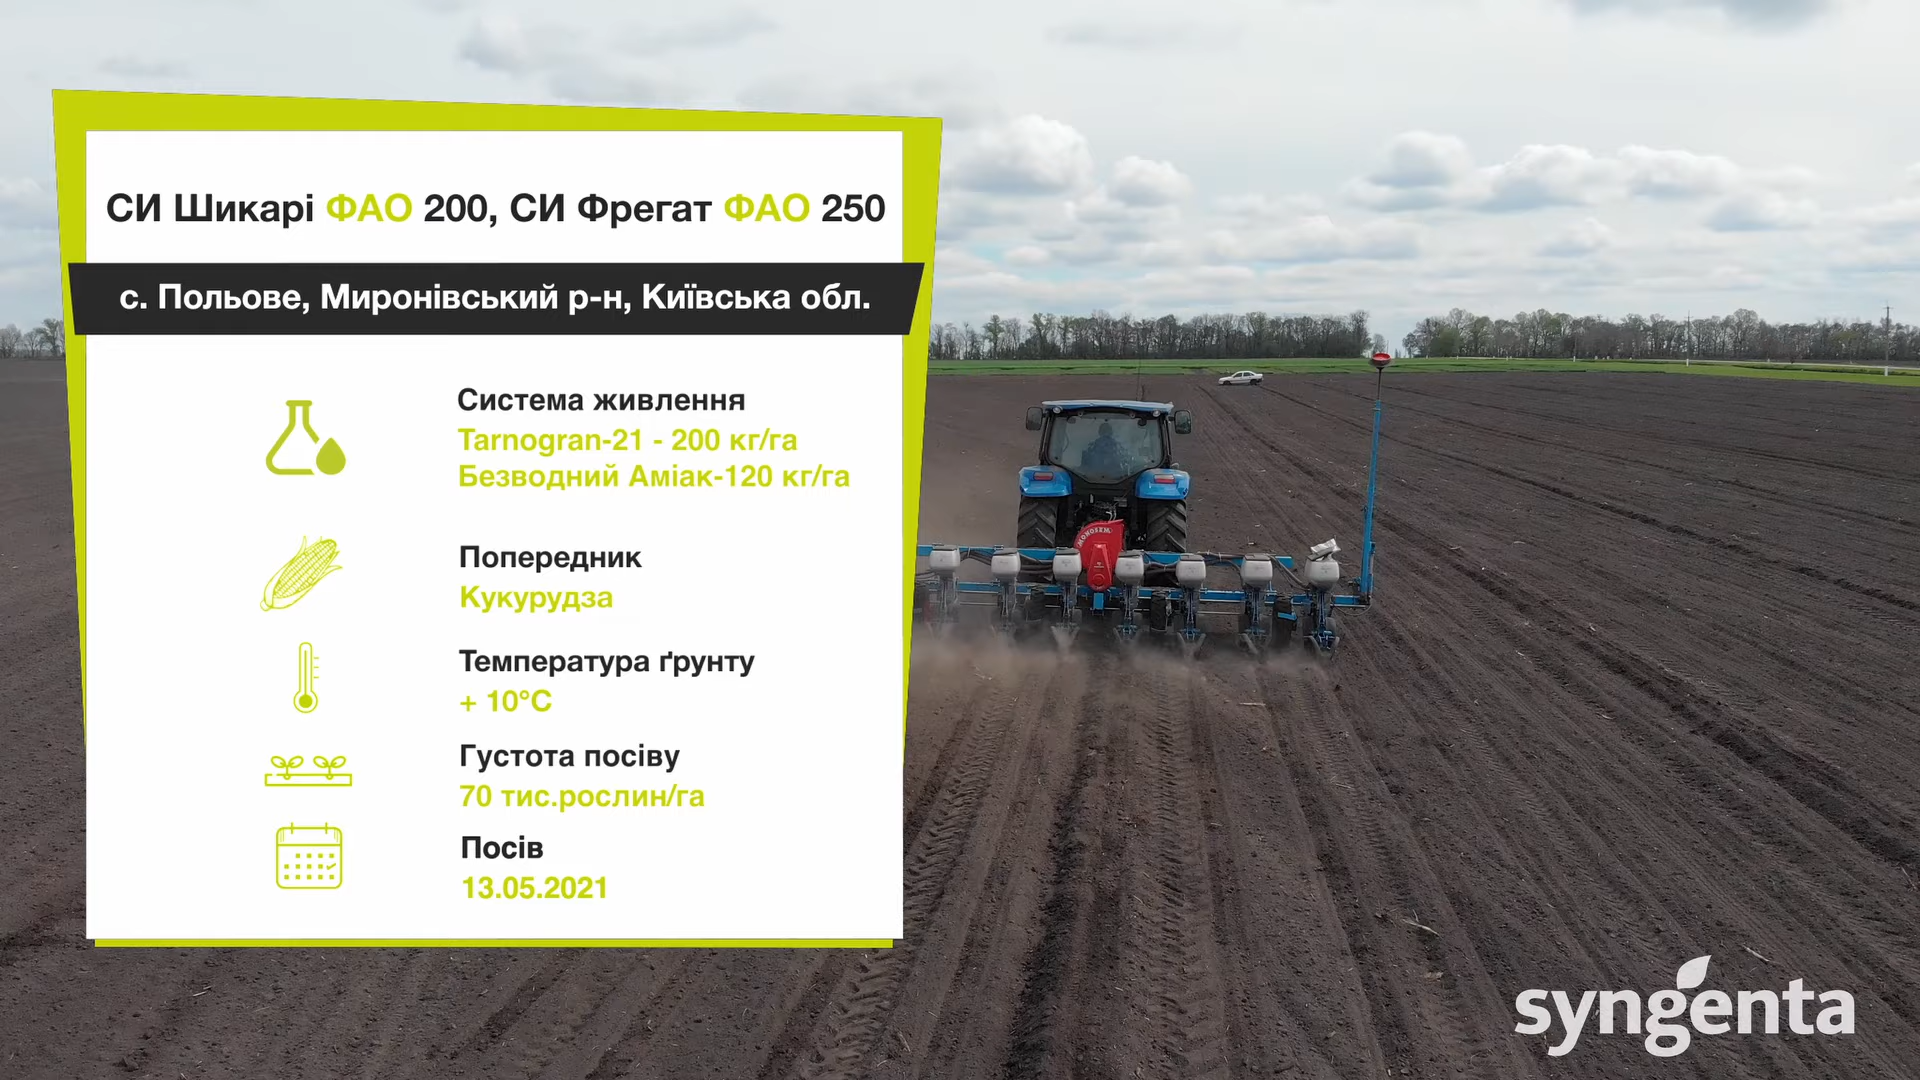 СИ Шикарі ФАО 200, СИ Фрегат ФАО 250
с. Польове, Миронівський р-н, Київська обл.
Система живлення
Tarnogran-21 - 200 кг/га
Безводний Аміак-120 кг/га
Попередник
Кукурудза
Температура ґрунту
+ 10°C
Густота посіву
70 тис.рослин/га
Посів
13.05.2021
MONOSEM
syngenta